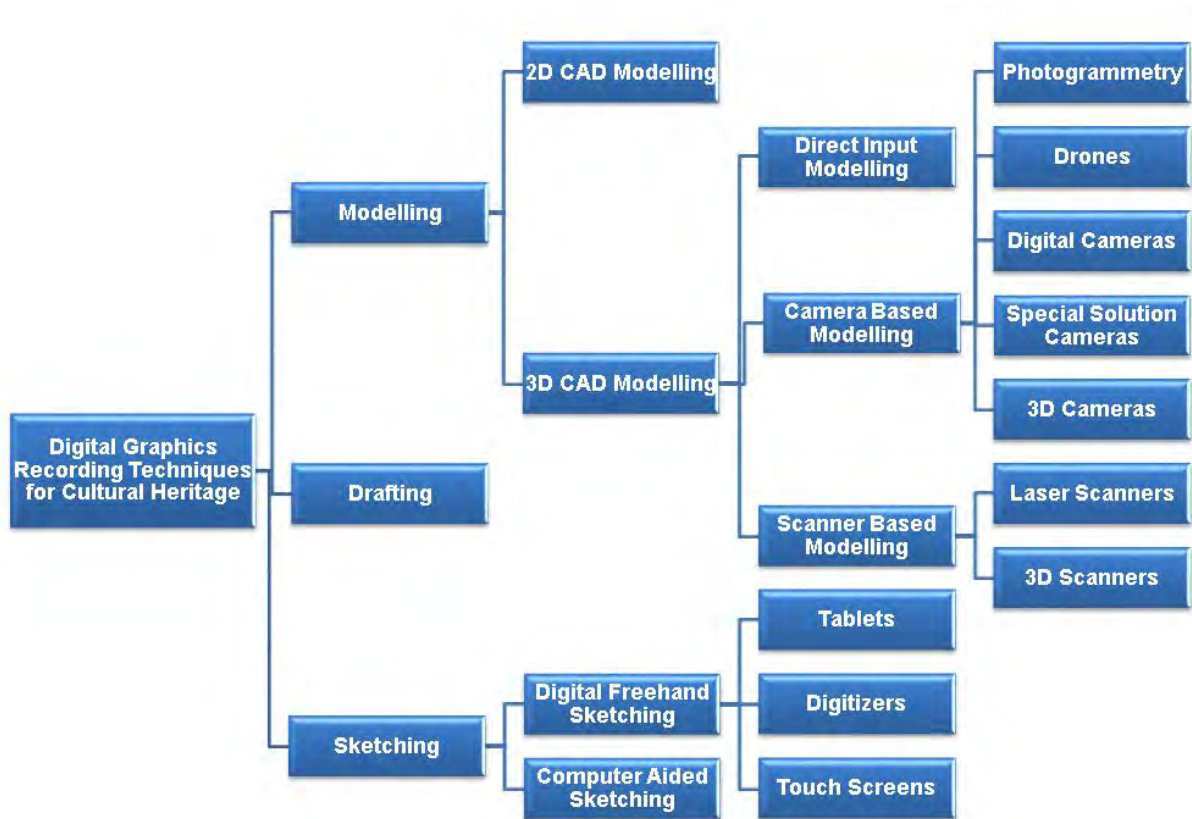 2D CAD Modelling
Photogrammetry
Direct Input
Modelling
Drones
Modelling
Digital Cameras
Camera Based
Modelling
Special Solution
Cameras
3D CAD Modelling
3D Cameras
Digital Graphics
Recording Techniques
for Cultural Heritage
Drafting
Laser Scanners
Scanner Based
Modelling
3D Scanners
Tablets
Digital Freehand
Sketching
Digitizers
Sketching
Computer Aided
Sketching
Touch Screens